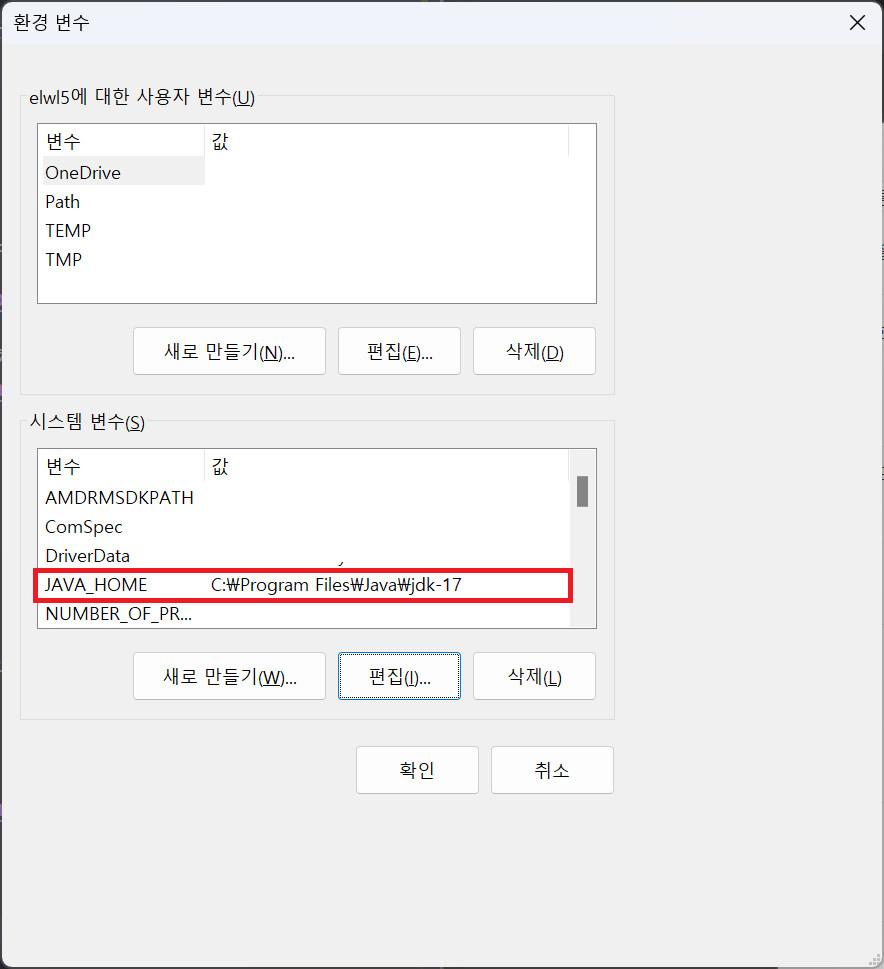 환경 변수
elwl5에 대한 사용자 변수(U)
변수 값
OneDrive
Path
TEMP
TMP
새로 만들기(N)... 편집(E)... 삭제(D)
시스템 변수(S)
변수 값
AMDRMSDKPATH
ComSpec
DriverData
JAVA_HOME C:₩Program Files₩Java₩jdk-17
NUMBER_OF_PR...
새로 만들기(W)... 편집(I)... 삭제(L)
확인 취소